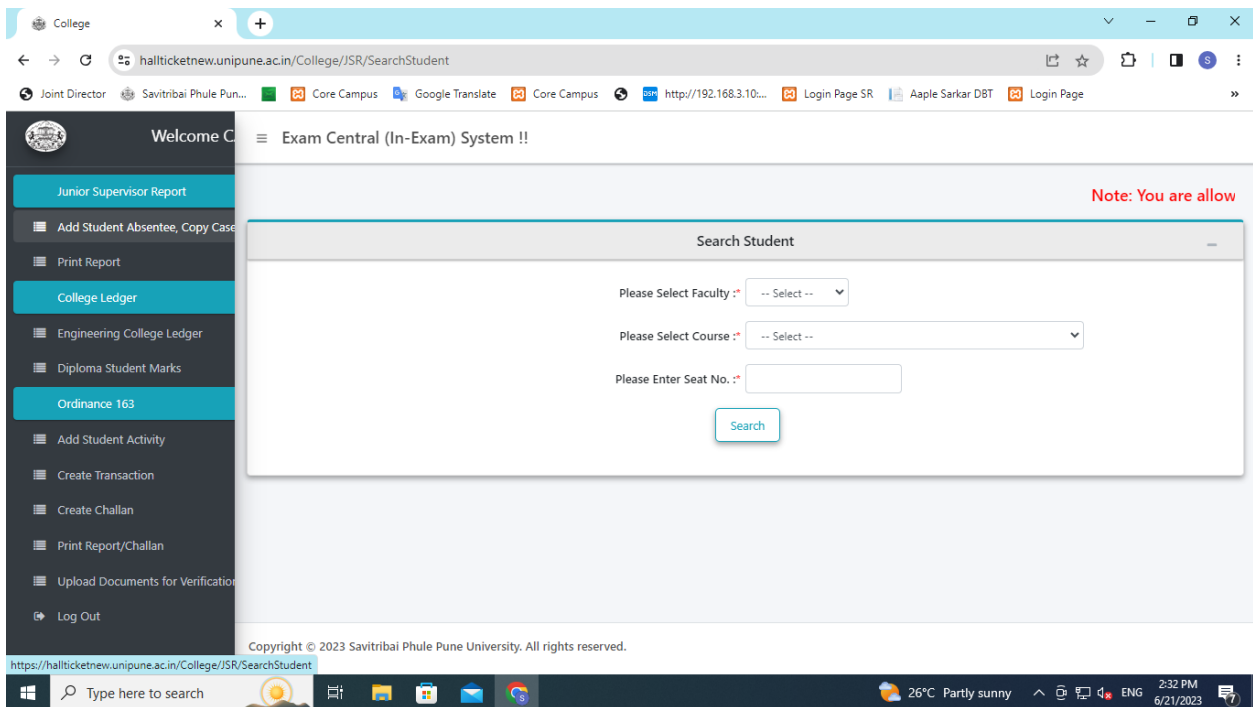 College
hallticketnew.unipune.ac.in/College/JSR/SearchStudent
S
Joint Director Savitribai Phule Pun... Core Campus Google Translate Core Campus http://192.168.3.10:... Login Page SR Aaple Sarkar DBT Login Page
Welcome C
Exam Central (In-Exam) System !!
Junior Supervisor Report
Add Student Absentee, Copy Case
Print Report
College Ledger
Engineering College Ledger
Diploma Student Marks
Ordinance 163
Add Student Activity
Create Transaction
Create Challan
Print Report/Challan
Upload Documents for Verification
Log Out
Note: You are allow
Search Student
Please Select Faculty :* -- Select --
Please Select Course :* -- Select --
Please Enter Seat No. :*
Search
Copyright © 2023 Savitribai Phule Pune University. All rights reserved.
https://hallticketnew.unipune.ac.in/College/JSR/SearchStudent
Type here to search
26°C Partly sunny
ENG
2:32 PM
6/21/2023
7